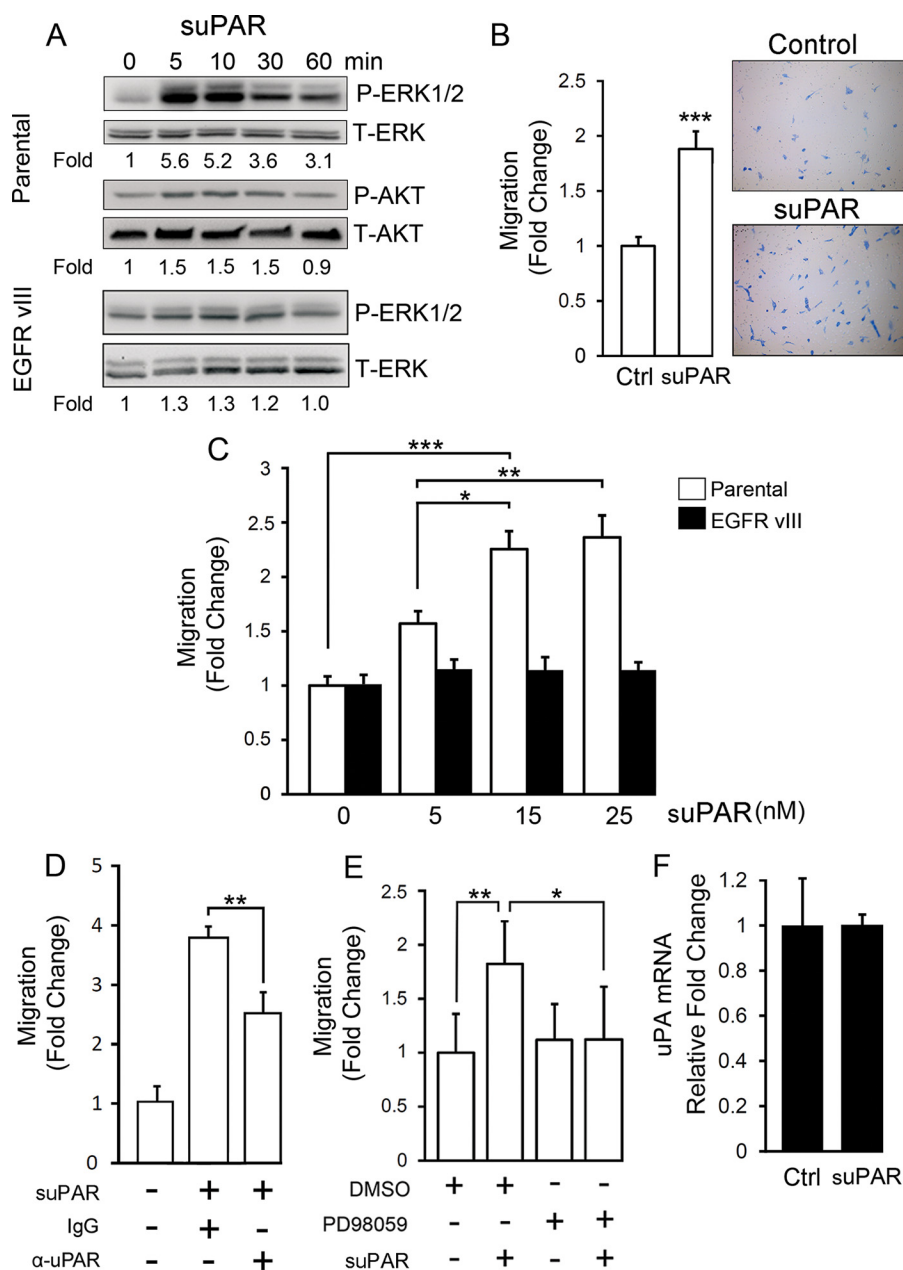 A
suPAR
0 5 10 30 60 min
Parental
P-ERK1/2
T-ERK
Fold 1 5.6 5.2 3.6 3.1
P-AKT
T-AKT
Fold 1 1.5 1.5 1.5 0.9
EGFR vIII
P-ERK1/2
T-ERK
Fold 1 1.3 1.3 1.2 1.0
B
Migration
(Fold Change)
2.5
2
1.5
1
0.5
0
***
Ctrl suPAR
Control
suPAR
C
Migration
(Fold Change)
3
2.5
2
1.5
1
0.5
0
***
**
*
Parental
EGFR vIII
0 5 15 25 suPAR (nM)
D
Migration
(Fold Change)
5
4
3
2
1
0
**
suPAR - + +
IgG - + -
α-uPAR - - +
E
Migration
(Fold Change)
2.5
2
1.5
1
0.5
0
** *
DMSO + + - -
PD98059 - - + +
suPAR - + - +
F
uPA mRNA
Relative Fold Change
1.2
1
0.8
0.6
0.4
0.2
0
Ctrl suPAR